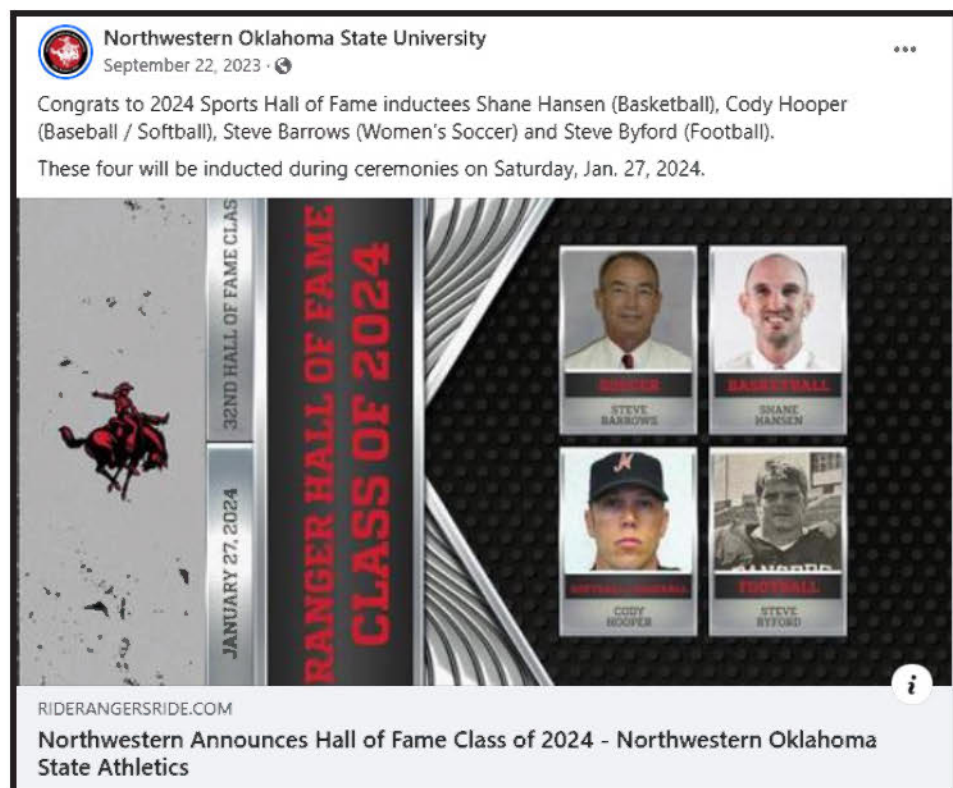 Northwestern Oklahoma State University
September 22, 2023 ·
Congrats to 2024 Sports Hall of Fame inductees Shane Hansen (Basketball), Cody Hooper
(Baseball / Softball), Steve Barrows (Women's Soccer) and Steve Byford (Football).
These four will be inducted during ceremonies on Saturday, Jan. 27, 2024.
32ND HALL OF FAME CLAS
JANUARY 27, 2024
RANGER HALL OF FAME
CLASS OF 2024
SOCCER
STEVE
BARROWS
BASKETBALL
SHANE
HANSEN
SOFTBALL / BASEBALL
CODY
HOOPER
RANGERS
FOOTBALL
STEVE
BYFORD
RIDERANGERSRIDE.COM
Northwestern Announces Hall of Fame Class of 2024 - Northwestern Oklahoma
State Athletics